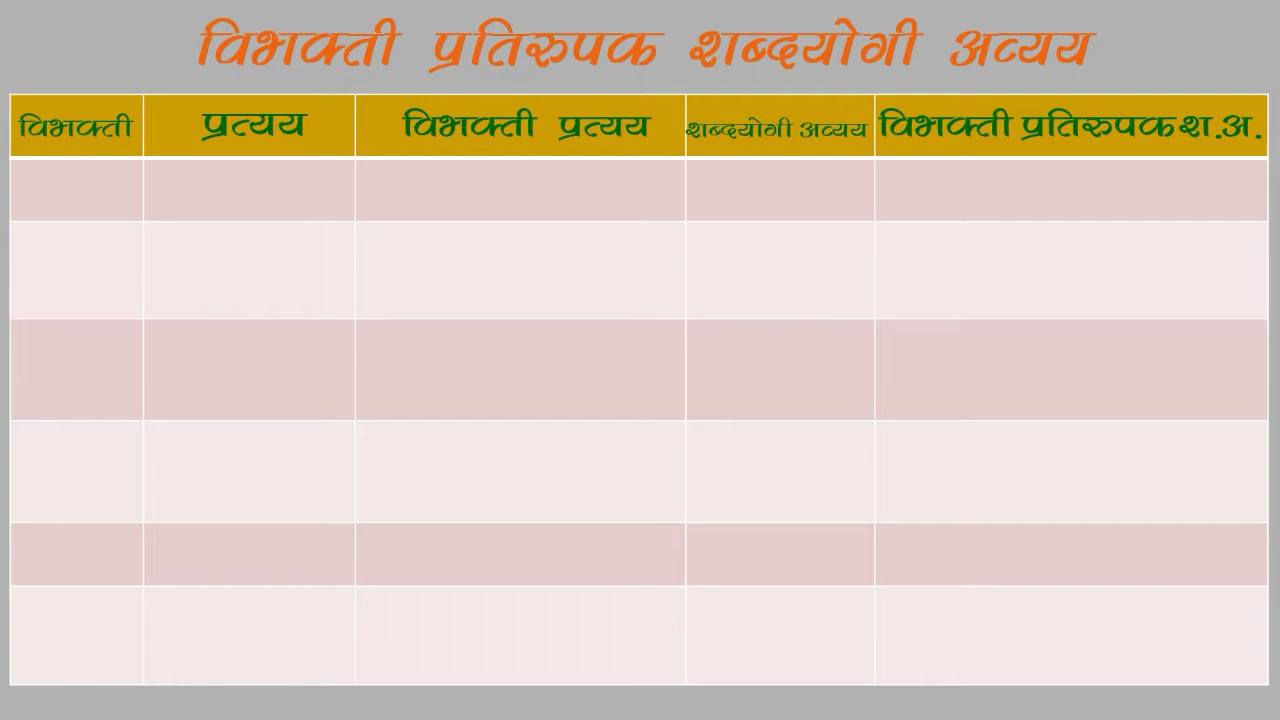 विभक्ती प्रतिरुपक शब्दयोगी अव्यय
विभक्ती प्रत्यय विभक्ती प्रत्यय शब्दयोगी अव्यय विभक्ती प्रतिरुपक श.अ.